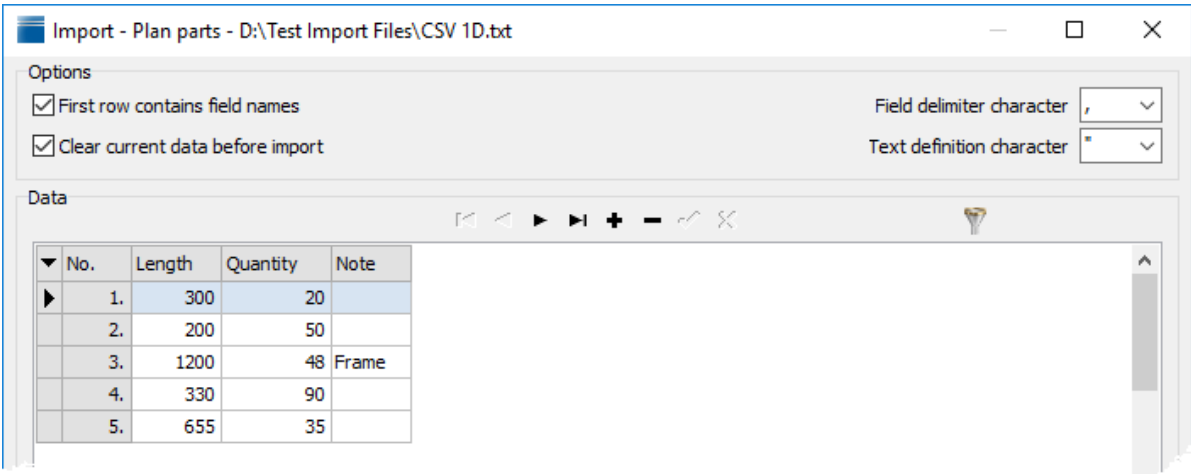 Import - Plan parts - D:\Test Import Files\CSV 1D.txt
Options
First row contains field names Field delimiter character ,
Clear current data before import Text definition character "
Data
No. Length Quantity Note
1. 300 20
2. 200 50
3. 1200 48 Frame
4. 330 90
5. 655 35